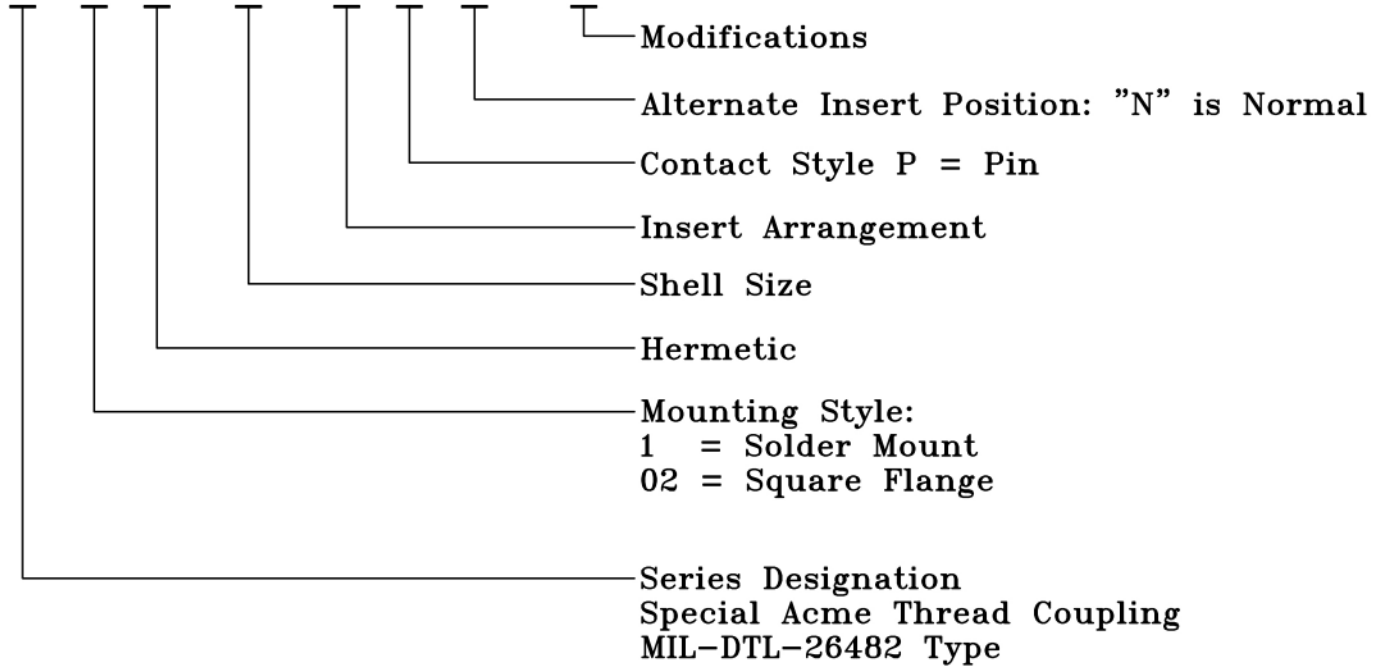 Modifications
Alternate Insert Position: ”N” is Normal
Contact Style P = Pin
Insert Arrangement
Shell Size
Hermetic
Mounting Style:
1 = Solder Mount
02 = Square Flange
Series Designation
Special Acme Thread Coupling
MIL-DTL-26482 Type